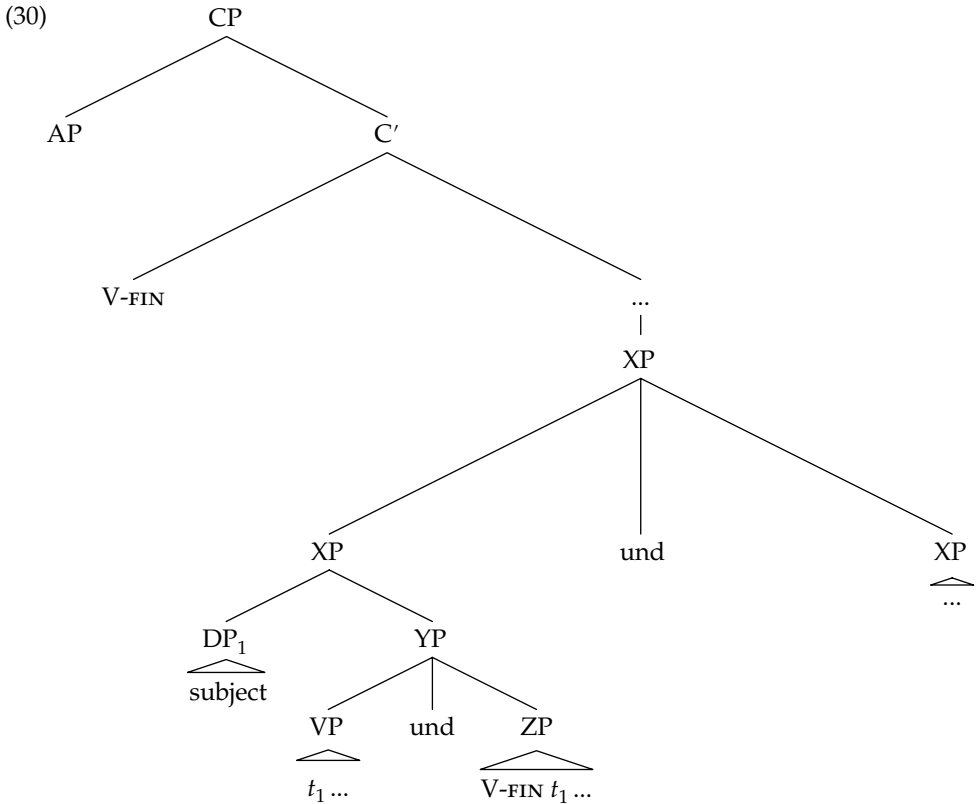 (30)
CP
AP C′
V-FIN ...
XP
XP und XP
...
DP₁ YP
subject
VP und ZP
t₁ ... V-FIN t₁ ...